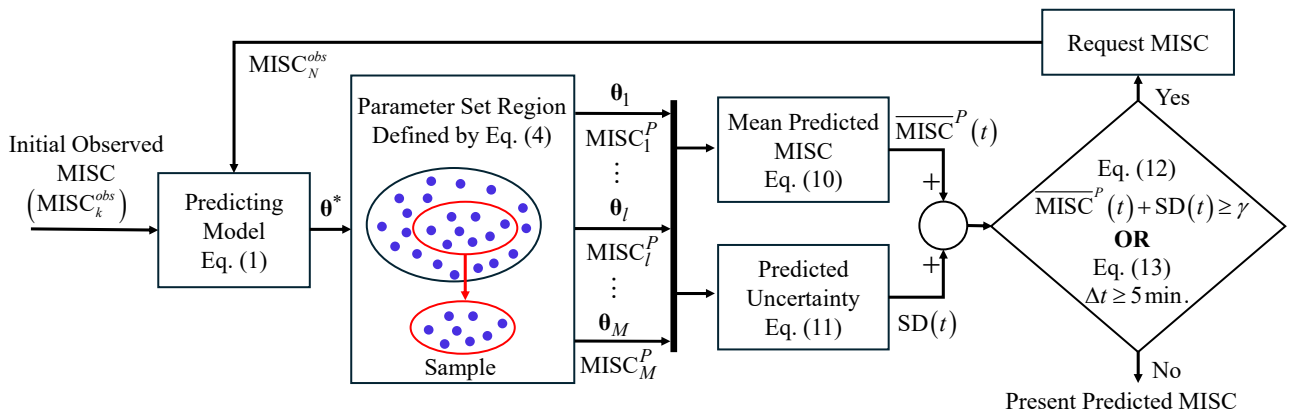 Request MISC
MISC_N^{obs}
Yes
Initial Observed
MISC
(MISC_k^{obs})
Predicting
Model
Eq. (1)
θ*
Parameter Set Region
Defined by Eq. (4)
Sample
θ_1
MISC_1^P
⋮
θ_l
MISC_l^P
⋮
θ_M
MISC_M^P
Mean Predicted
MISC
Eq. (10)
\overline{MISC}^P(t)
+
+
Predicted
Uncertainty
Eq. (11)
SD(t)
Eq. (12)
\overline{MISC}^P(t) + SD(t) ≥ γ
OR
Eq. (13)
Δt ≥ 5 min.
No
Present Predicted MISC